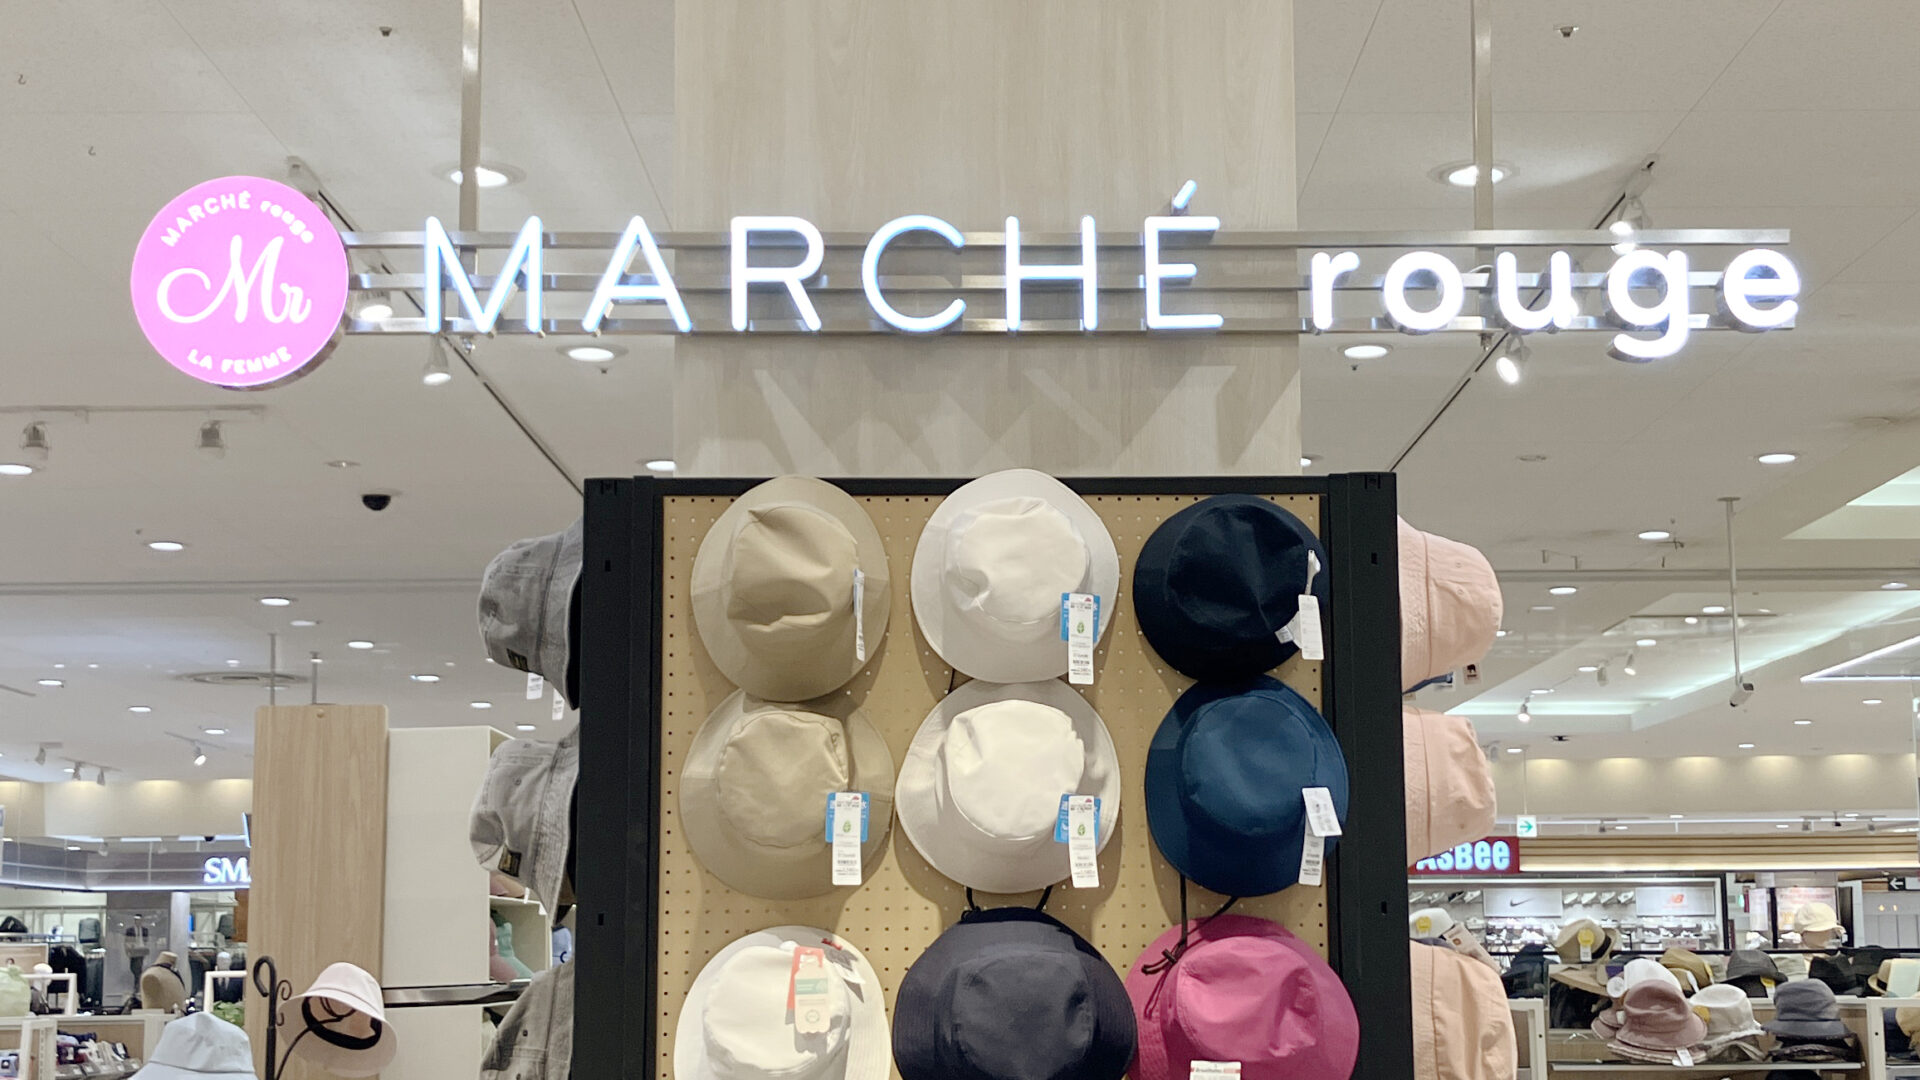 MARCHÉ rouge
Mr
LA FEMME
MARCHÉ rouge
SM
ASBee